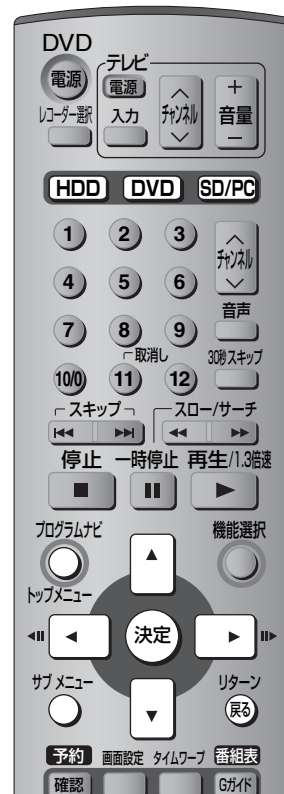 DVD
テレビ
電源 電源 チャンネル + 音量 −
レコーダー選択 入力
HDD DVD SD/PC
1 2 3 チャンネル
4 5 6
音声
7 8 9
取消し 30秒スキップ
10/0 11 12
スキップ スロー/サーチ
停止 一時停止 再生/1.3倍速
プログラムナビ 機能選択
トップメニュー
決定
サブ メニュー リターン
戻る
予約 画面設定 タイムワープ 番組表
確認 Gガイド